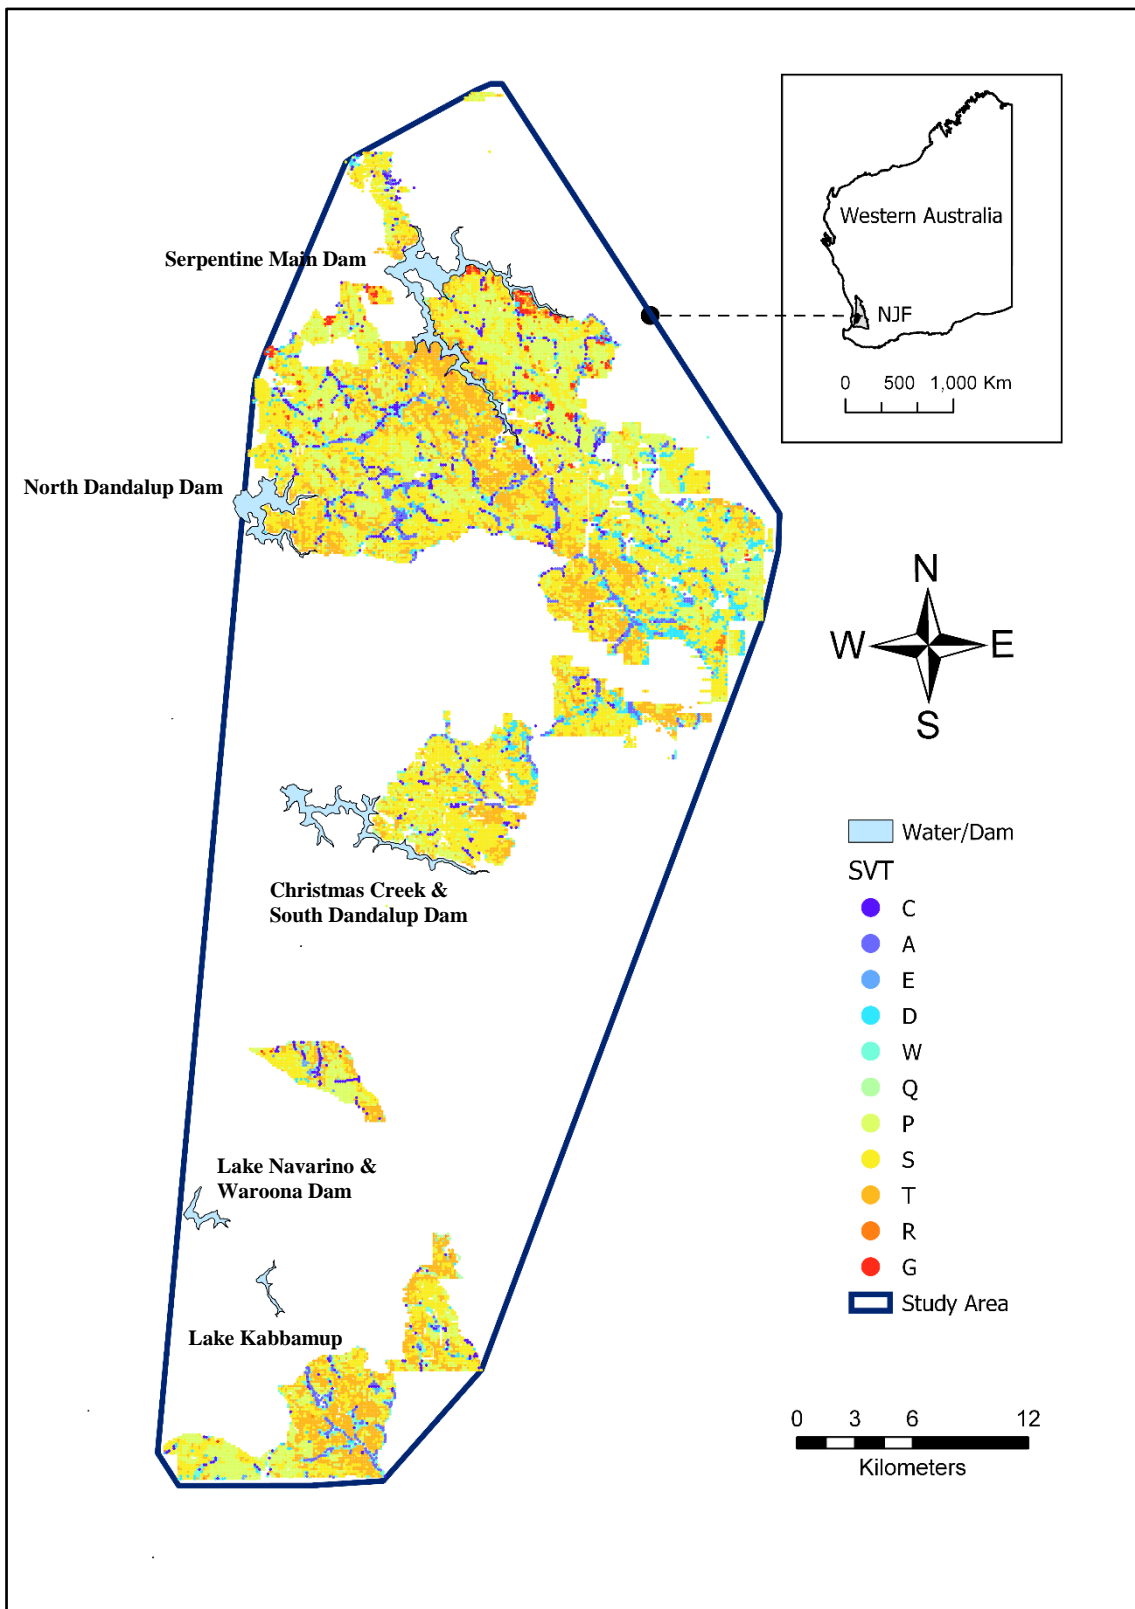 Western Australia
NJF
0 500 1,000 Km
Serpentine Main Dam
North Dandalup Dam
N
W E
S
Christmas Creek &
South Dandalup Dam
Lake Navarino &
Waroona Dam
Lake Kabbamup
Water/Dam
SVT
C
A
E
D
W
Q
P
S
T
R
G
Study Area
0 3 6 12
Kilometers